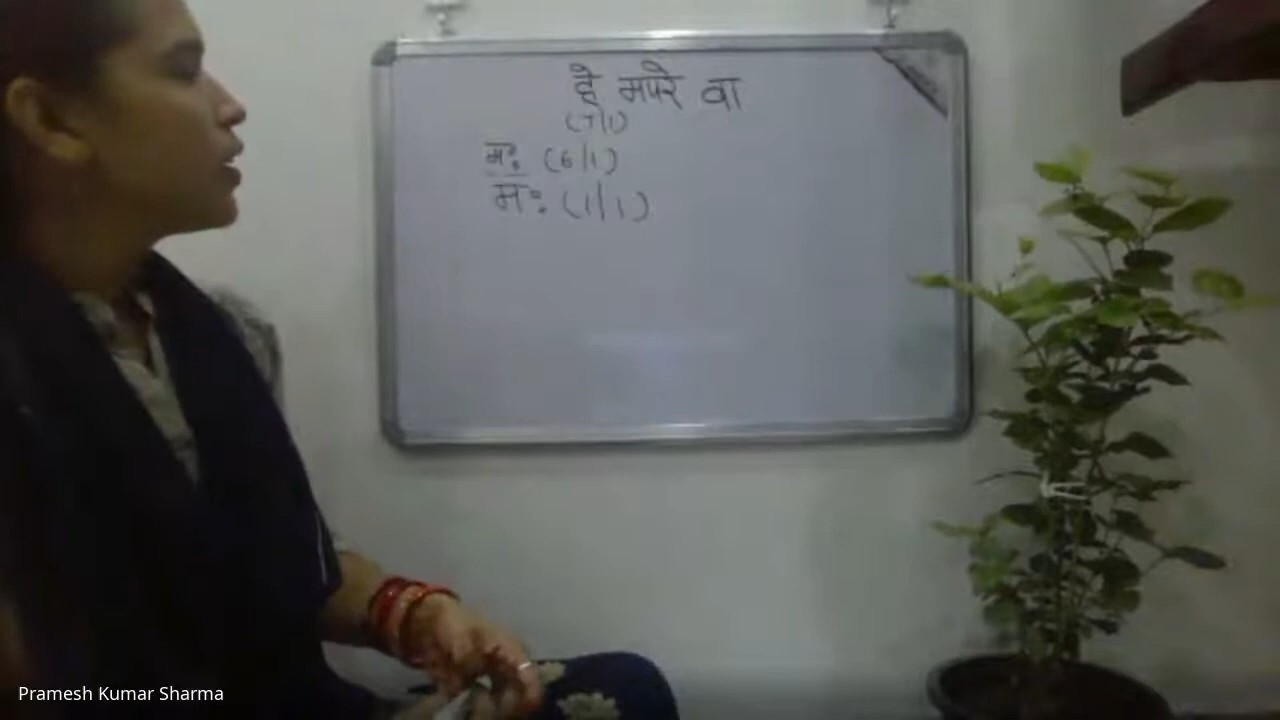 हे मपरे वा
(7|1)
मः (6|1)
मः (1|1)
Pramesh Kumar Sharma